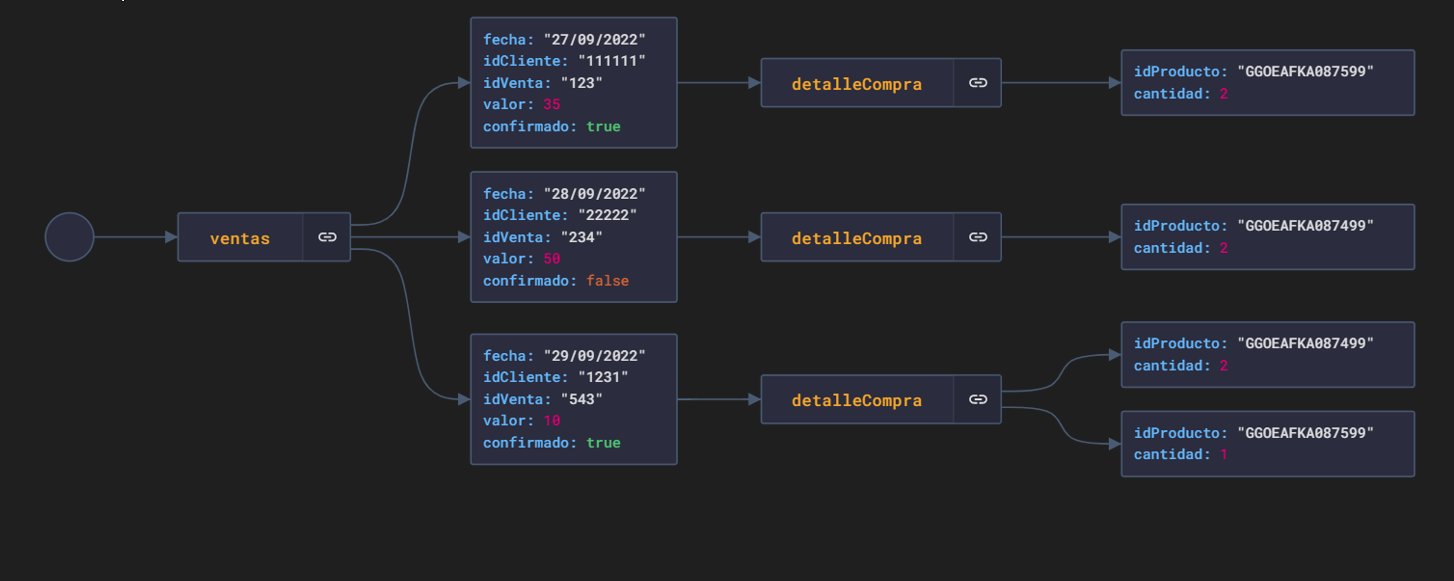 ventas
fecha: "27/09/2022"
idCliente: "111111"
idVenta: "123"
valor: 35
confirmado: true
detalleCompra
idProducto: "GGOEAFKA087599"
cantidad: 2
fecha: "28/09/2022"
idCliente: "22222"
idVenta: "234"
valor: 50
confirmado: false
detalleCompra
idProducto: "GGOEAFKA087499"
cantidad: 2
fecha: "29/09/2022"
idCliente: "1231"
idVenta: "543"
valor: 10
confirmado: true
detalleCompra
idProducto: "GGOEAFKA087499"
cantidad: 2
idProducto: "GGOEAFKA087599"
cantidad: 1